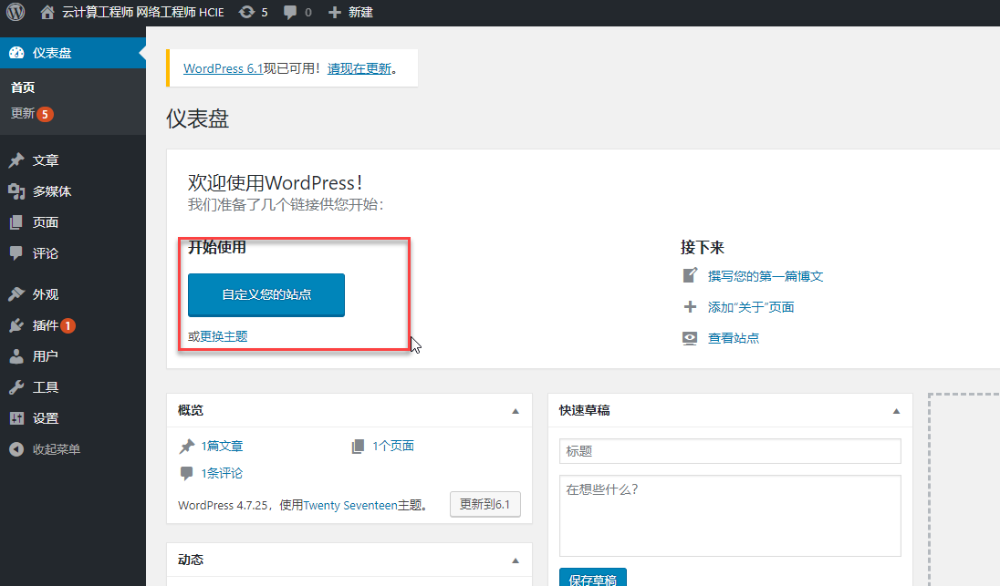 云计算工程师 网络工程师 HCIE 5 0 新建
仪表盘
首页
更新 5
文章
多媒体
页面
评论
外观
插件 1
用户
工具
设置
收起菜单
WordPress 6.1现已可用！请现在更新。
仪表盘
欢迎使用WordPress！
我们准备了几个链接供您开始：
开始使用
自定义您的站点
或更换主题
接下来
撰写您的第一篇博文
添加“关于”页面
查看站点
概览
1篇文章 1个页面
1条评论
WordPress 4.7.25，使用Twenty Seventeen主题。 更新到6.1
动态
快速草稿
标题
在想些什么？
保存草稿